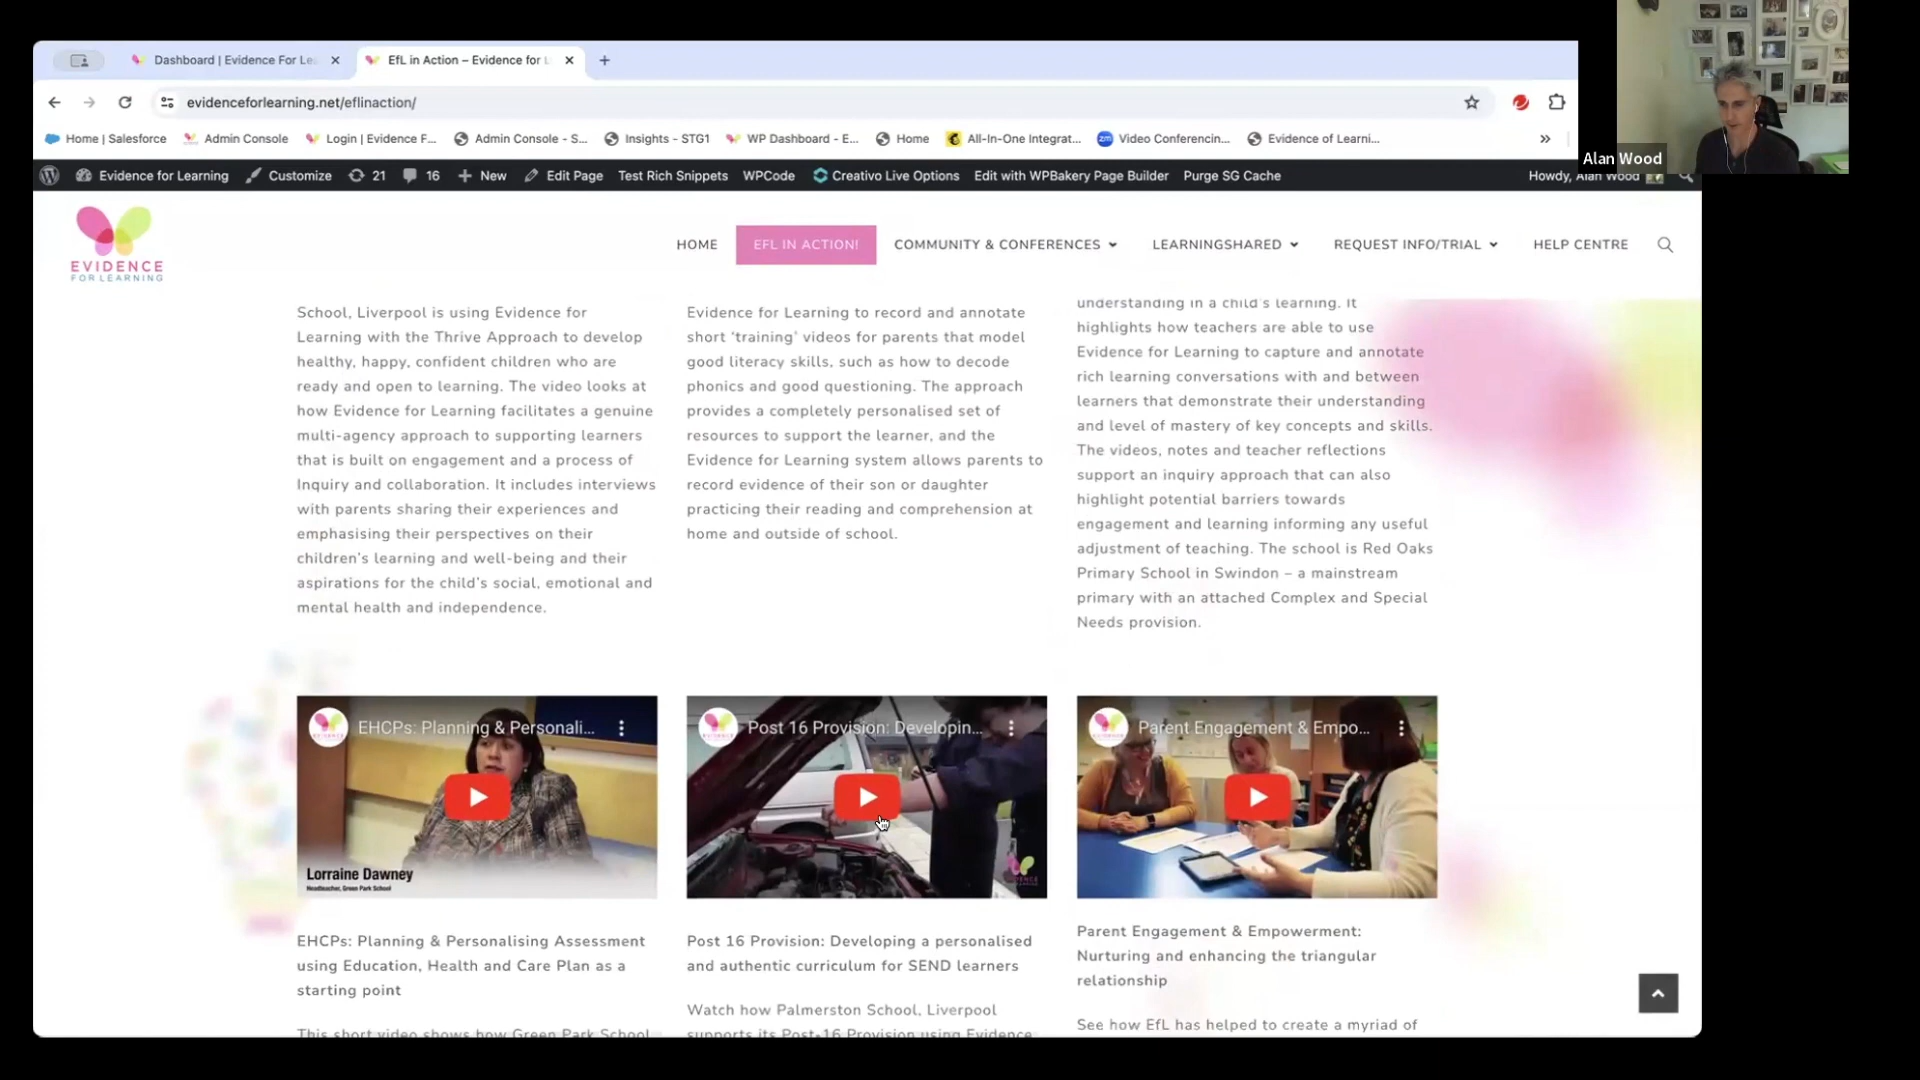 Dashboard | Evidence For Le
EfL in Action – Evidence for L
evidenceforlearning.net/eflinaction/
Home | Salesforce
Admin Console
Login | Evidence F...
Admin Console - S...
Insights - STG1
WP Dashboard - E...
Home
All-In-One Integrat...
Video Conferencin...
Evidence of Learni...
Alan Wood
Evidence for Learning
Customize
21
16
New
Edit Page
Test Rich Snippets
WPCode
Creativo Live Options
Edit with WPBakery Page Builder
Purge SG Cache
Howdy, Alan Wood
EVIDENCE
FOR LEARNING
HOME
EFL IN ACTION!
COMMUNITY & CONFERENCES
LEARNINGSHARED
REQUEST INFO/TRIAL
HELP CENTRE
School, Liverpool is using Evidence for
Learning with the Thrive Approach to develop
healthy, happy, confident children who are
ready and open to learning. The video looks at
how Evidence for Learning facilitates a genuine
multi-agency approach to supporting learners
that is built on engagement and a process of
Inquiry and collaboration. It includes interviews
with parents sharing their experiences and
emphasising their perspectives on their
children's learning and well-being and their
aspirations for the child's social, emotional and
mental health and independence.
Evidence for Learning to record and annotate
short 'training' videos for parents that model
good literacy skills, such as how to decode
phonics and good questioning. The approach
provides a completely personalised set of
resources to support the learner, and the
Evidence for Learning system allows parents to
record evidence of their son or daughter
practicing their reading and comprehension at
home and outside of school.
understanding in a child's learning. It
highlights how teachers are able to use
Evidence for Learning to capture and annotate
rich learning conversations with and between
learners that demonstrate their understanding
and level of mastery of key concepts and skills.
The videos, notes and teacher reflections
support an inquiry approach that can also
highlight potential barriers towards
engagement and learning informing any useful
adjustment of teaching. The school is Red Oaks
Primary School in Swindon – a mainstream
primary with an attached Complex and Special
Needs provision.
EHCPs: Planning & Personali...
Lorraine Dawney
Headteacher, Green Park School
Post 16 Provision: Developin...
Parent Engagement & Empo...
EHCPs: Planning & Personalising Assessment
using Education, Health and Care Plan as a
starting point
This short video shows how Green Park School
Post 16 Provision: Developing a personalised
and authentic curriculum for SEND learners
Watch how Palmerston School, Liverpool
supports its Post-16 Provision using Evidence
Parent Engagement & Empowerment:
Nurturing and enhancing the triangular
relationship
See how EfL has helped to create a myriad of